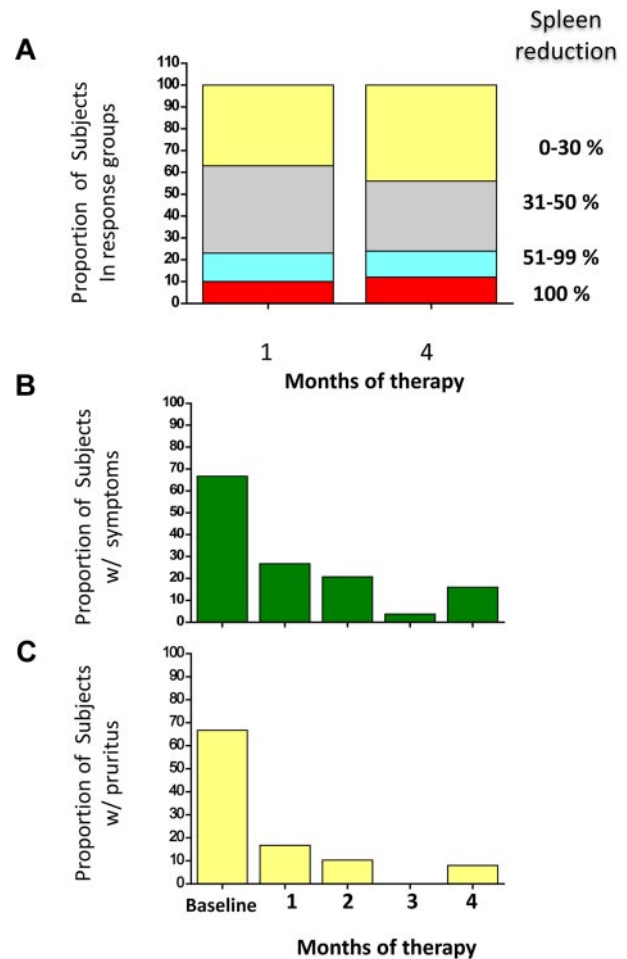 Spleen
reduction
A
Proportion of Subjects
In response groups
110
100
90
80
70
60
50
40
30
20
10
0
0-30 %
31-50 %
51-99 %
100 %
1 4
Months of therapy
B
Proportion of Subjects
w/ symptoms
100
90
80
70
60
50
40
30
20
10
0
C
Proportion of Subjects
w/ pruritus
100
90
80
70
60
50
40
30
20
10
0
Baseline 1 2 3 4
Months of therapy